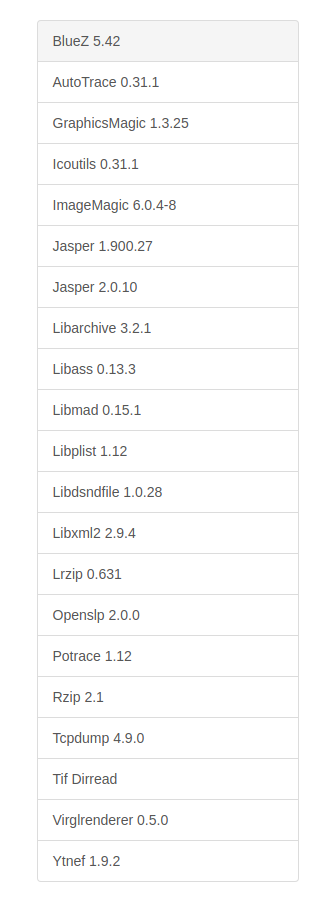 BlueZ 5.42
AutoTrace 0.31.1
GraphicsMagic 1.3.25
Icoutils 0.31.1
ImageMagic 6.0.4-8
Jasper 1.900.27
Jasper 2.0.10
Libarchive 3.2.1
Libass 0.13.3
Libmad 0.15.1
Libplist 1.12
Libdsndfile 1.0.28
Libxml2 2.9.4
Lrzip 0.631
Openslp 2.0.0
Potrace 1.12
Rzip 2.1
Tcpdump 4.9.0
Tif Dirread
Virglrenderer 0.5.0
Ytnef 1.9.2